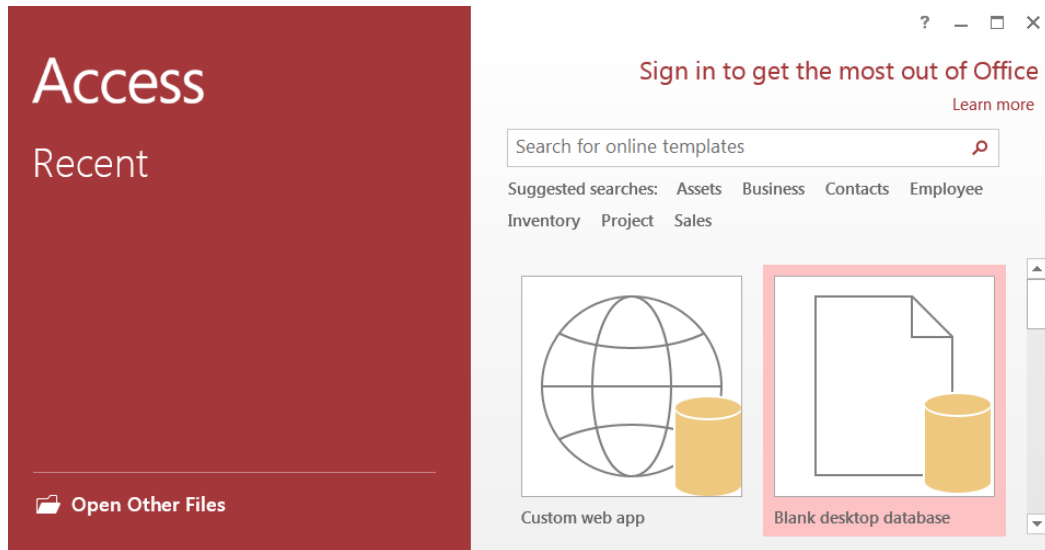 ?
Access
Sign in to get the most out of Office
Learn more
Recent
Search for online templates
Suggested searches: Assets Business Contacts Employee
Inventory Project Sales
Custom web app
Blank desktop database
Open Other Files